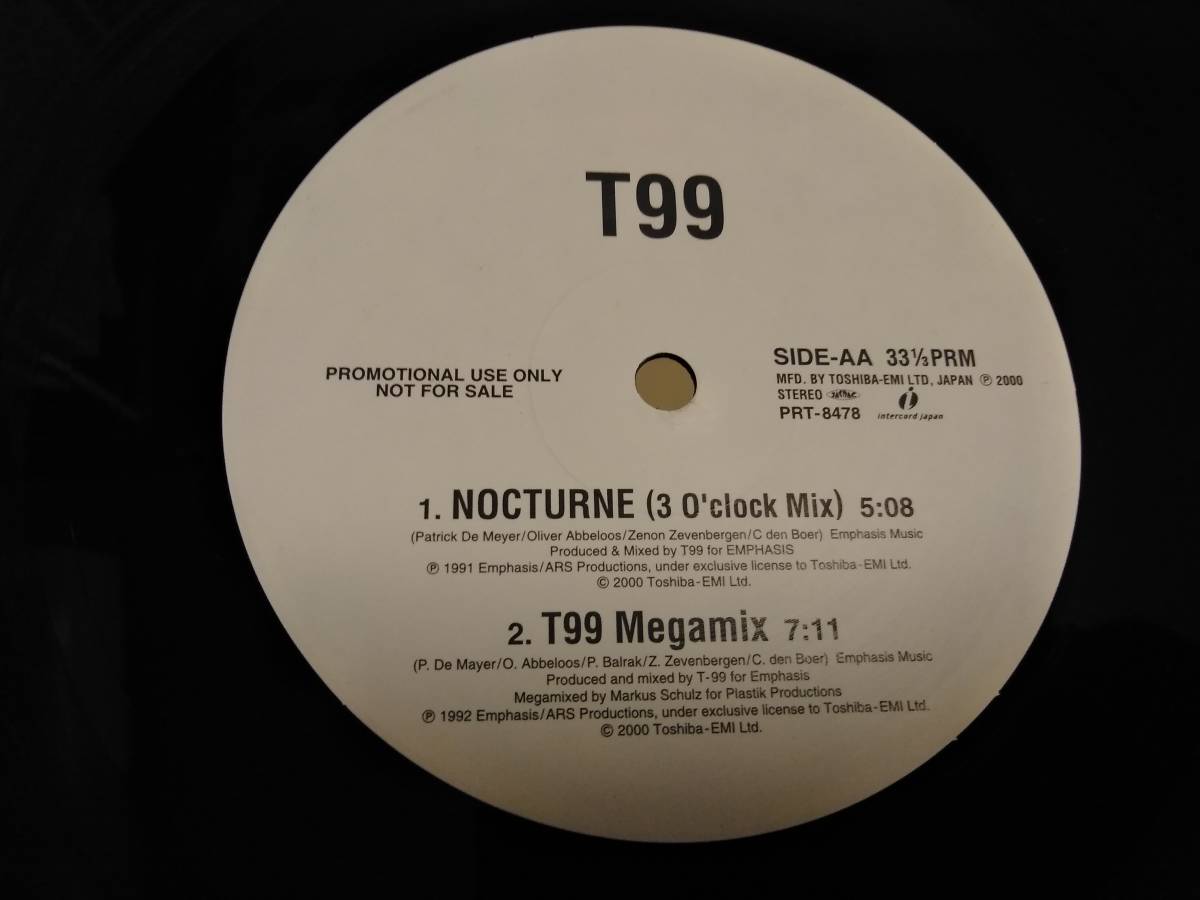 T99
PROMOTIONAL USE ONLY
NOT FOR SALE
SIDE-AA 33⅓PRM
MFD. BY TOSHIBA-EMI LTD, JAPAN ℗ 2000
STEREO
PRT-8478
intercord japan
1. NOCTURNE (3 O'clock Mix) 5:08
(Patrick De Meyer/Oliver Abbeloos/Zenon Zevenbergen/C den Boer) Emphasis Music
Produced & Mixed by T99 for EMPHASIS
℗ 1991 Emphasis/ARS Productions, under exclusive license to Toshiba-EMI Ltd.
© 2000 Toshiba-EMI Ltd.
2. T99 Megamix 7:11
(P. De Mayer/O. Abbeloos/P. Balrak/Z. Zevenbergen/C. den Boer) Emphasis Music
Produced and mixed by T-99 for Emphasis
Megamixed by Markus Schulz for Plastik Productions
℗ 1992 Emphasis/ARS Productions, under exclusive license to Toshiba-EMI Ltd.
© 2000 Toshiba-EMI Ltd.